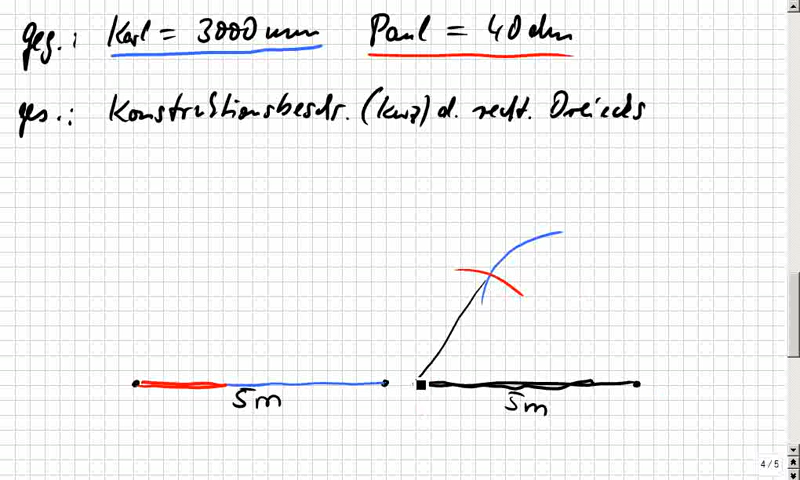 geg.: Karl = 3000 mm Paul = 40 dm
ges.: Konstruktionsbeschr. (kurz) d. recht. Dreiecks
5m 5m
4 / 5